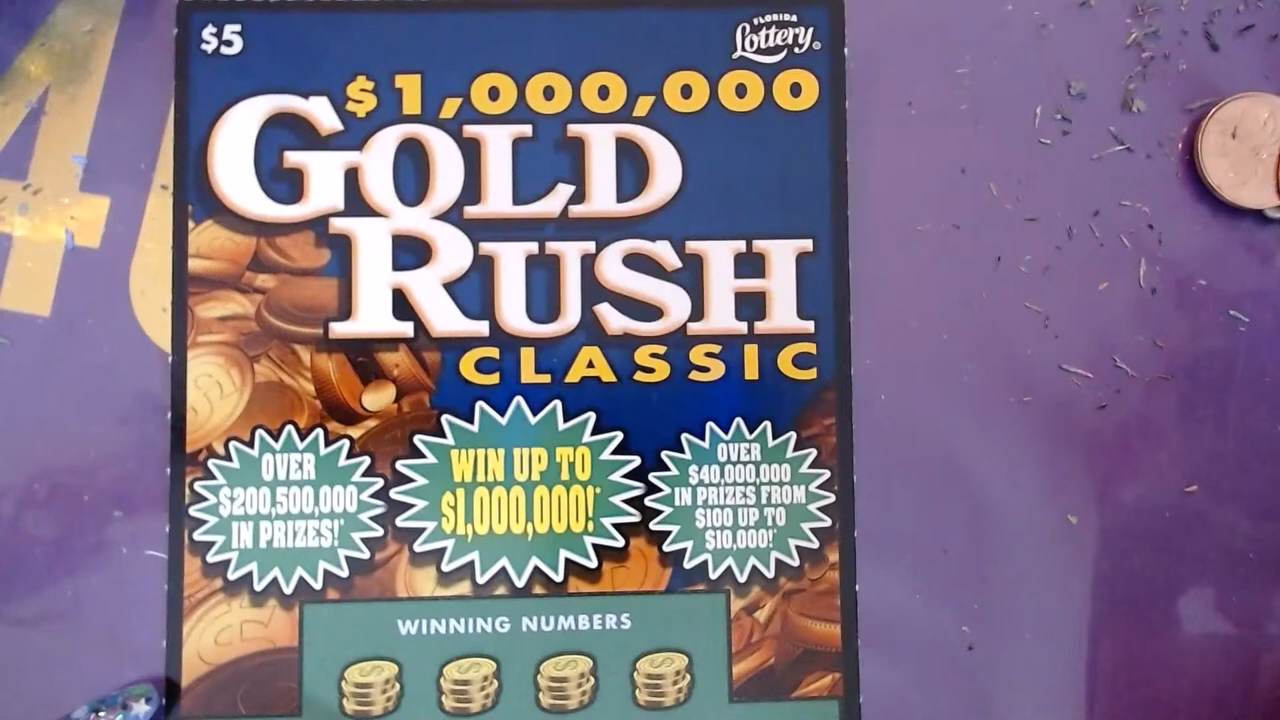 $5
FLORIDA
Lottery
$1,000,000
GOLD
RUSH
CLASSIC
OVER
$200,500,000
IN PRIZES!*
WIN UP TO
$1,000,000!*
OVER
$40,000,000
IN PRIZES FROM
$100 UP TO
$10,000!*
WINNING NUMBERS